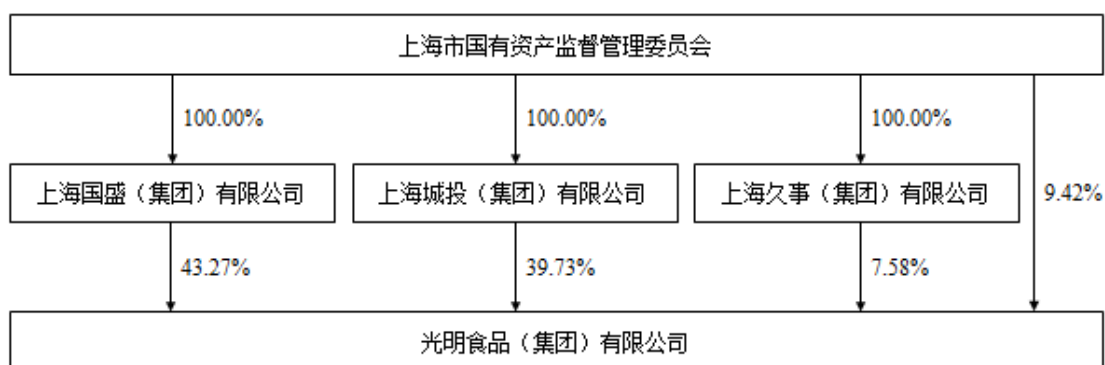 上海市国有资产监督管理委员会
100.00%
100.00%
100.00%
上海国盛（集团）有限公司
上海城投（集团）有限公司
上海久事（集团）有限公司
9.42%
43.27%
39.73%
7.58%
光明食品（集团）有限公司